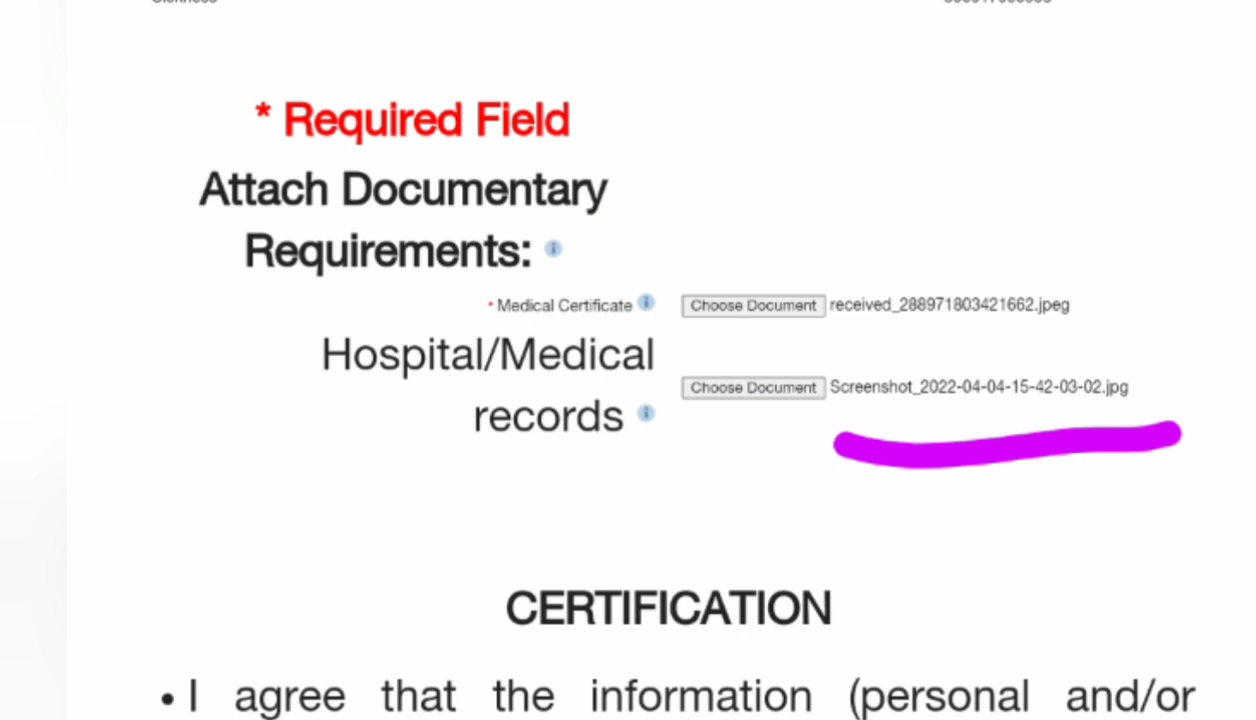 * Required Field
Attach Documentary
Requirements:
* Medical Certificate Choose Document received_288971803421662.jpeg
Hospital/Medical
records Choose Document Screenshot_2022-04-04-15-42-03-02.jpg
CERTIFICATION
• I agree that the information (personal and/or